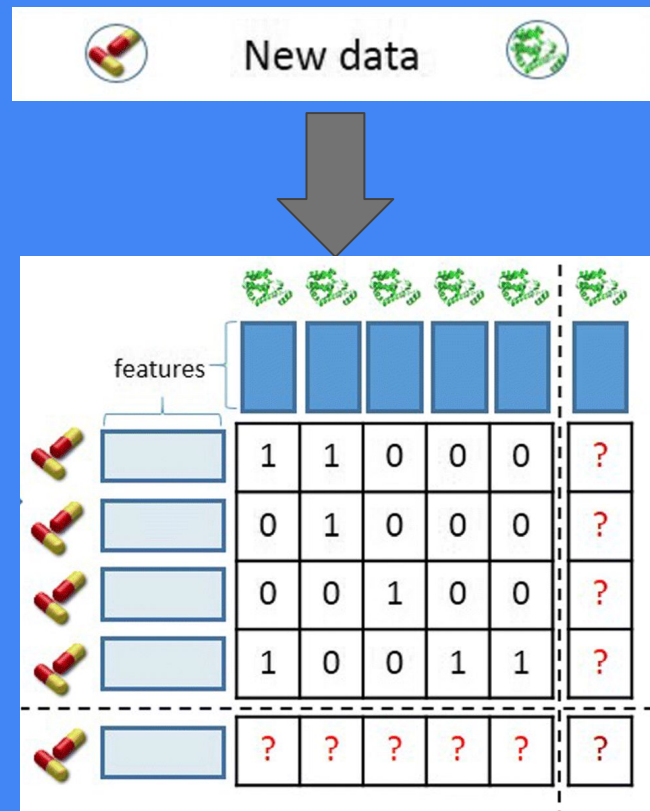 New data
features
1 1 0 0 0 ?
0 1 0 0 0 ?
0 0 1 0 0 ?
1 0 0 1 1 ?
? ? ? ? ? ?